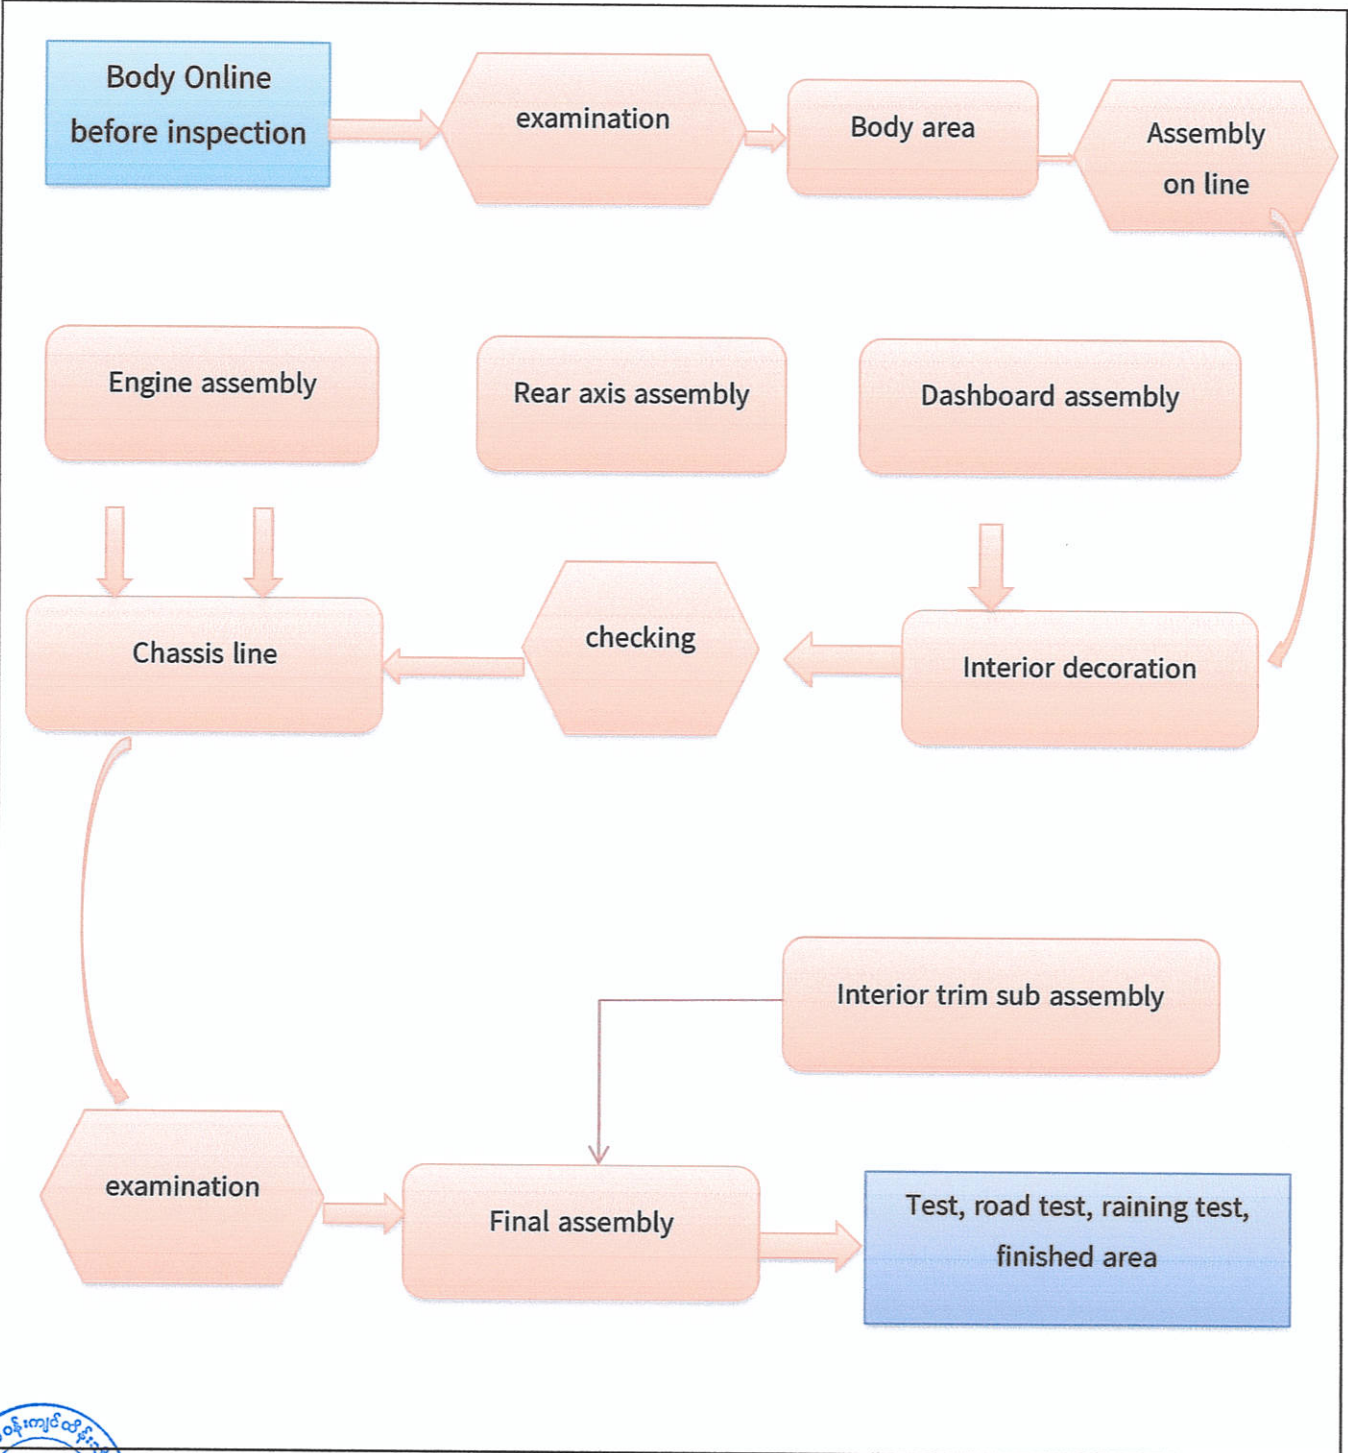 Body Online
before inspection
examination
Body area
Assembly
on line
Engine assembly
Rear axis assembly
Dashboard assembly
Chassis line
checking
Interior decoration
Interior trim sub assembly
examination
Final assembly
Test, road test, raining test,
finished area